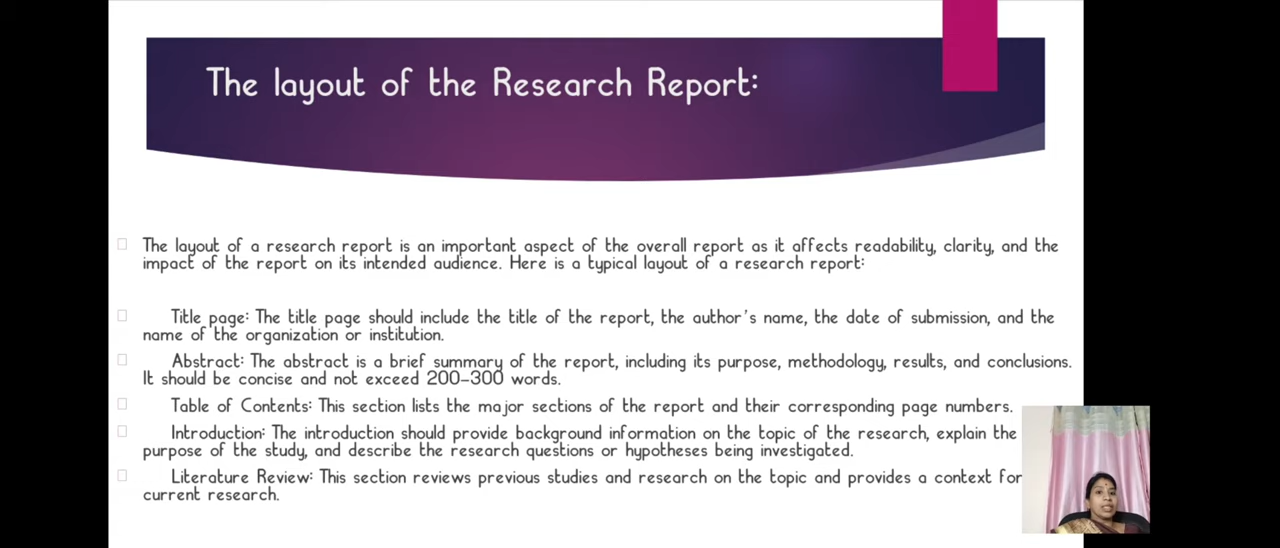 The layout of the Research Report:
The layout of a research report is an important aspect of the overall report as it affects readability, clarity, and the
impact of the report on its intended audience. Here is a typical layout of a research report:
Title page: The title page should include the title of the report, the author's name, the date of submission, and the
name of the organization or institution.
Abstract: The abstract is a brief summary of the report, including its purpose, methodology, results, and conclusions.
It should be concise and not exceed 200-300 words.
Table of Contents: This section lists the major sections of the report and their corresponding page numbers.
Introduction: The introduction should provide background information on the topic of the research, explain the
purpose of the study, and describe the research questions or hypotheses being investigated.
Literature Review: This section reviews previous studies and research on the topic and provides a context for
current research.